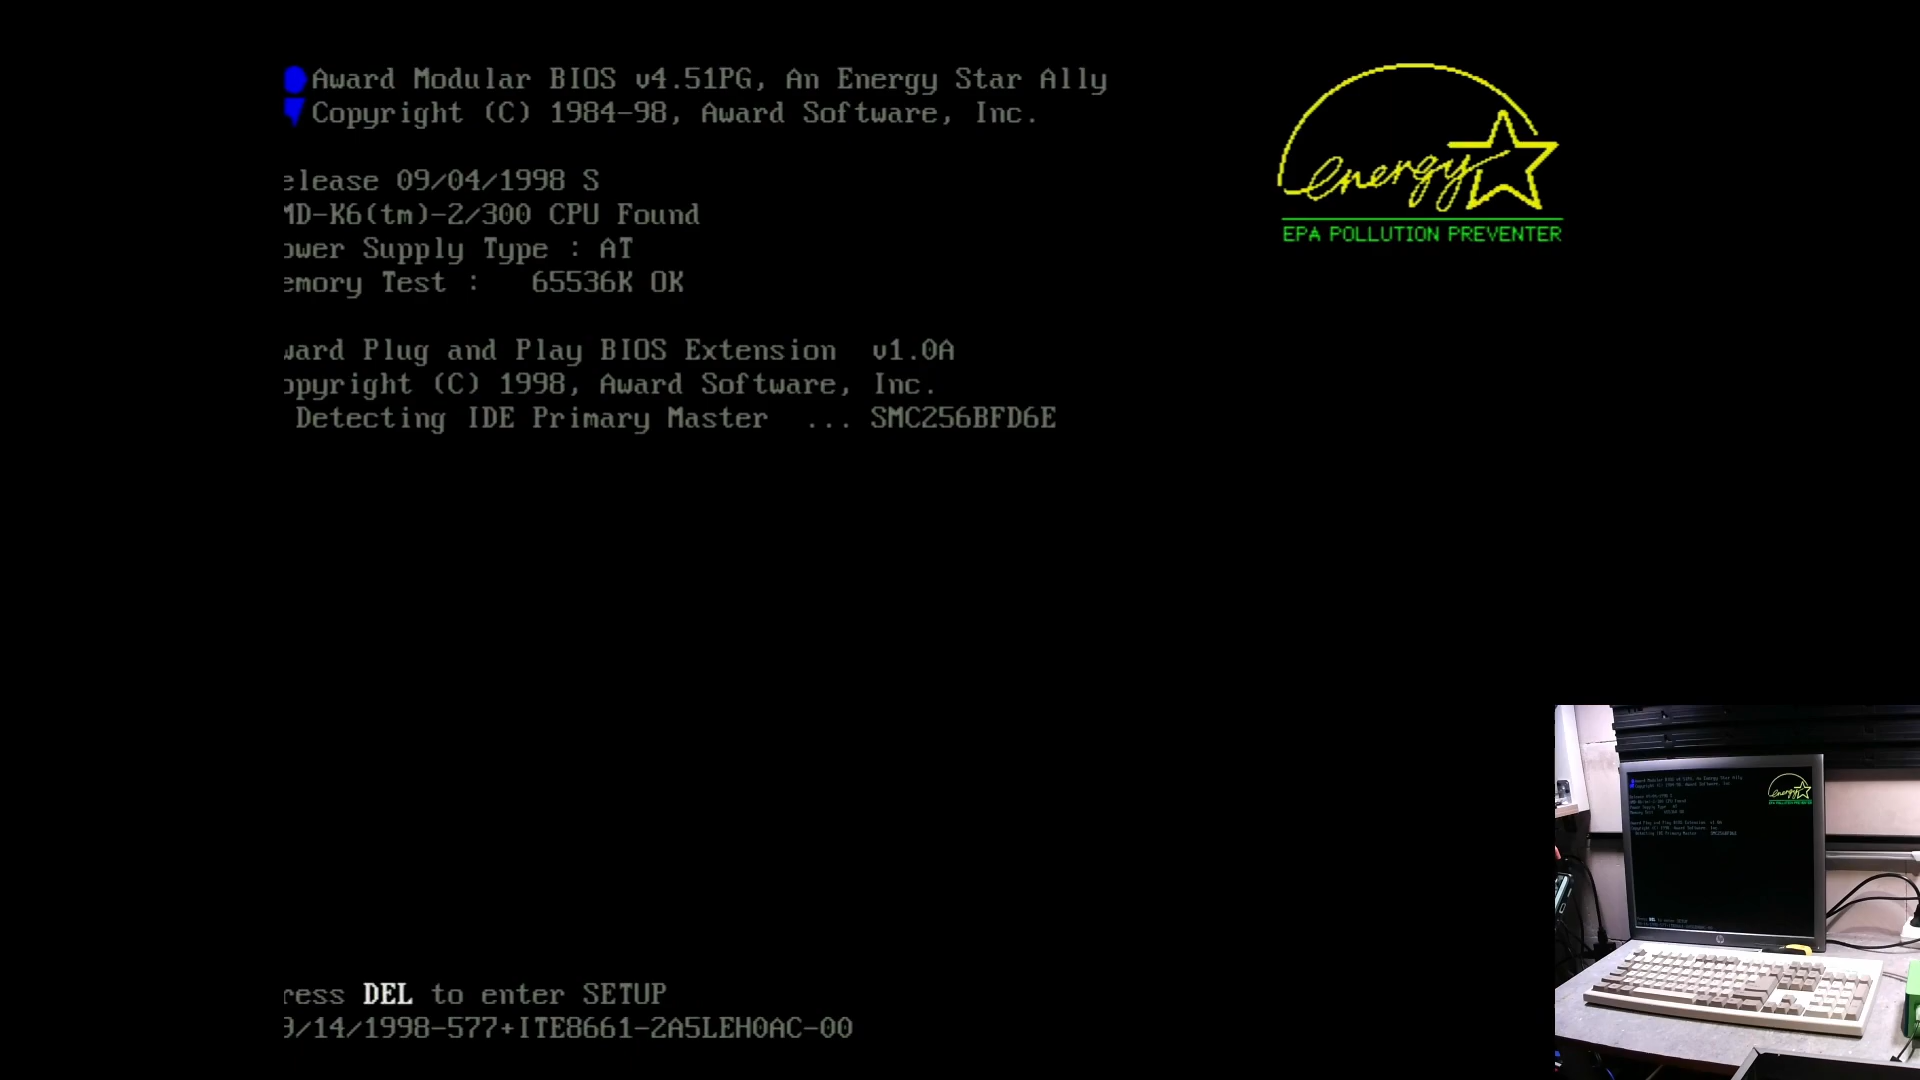 Award Modular BIOS v4.51PG, An Energy Star Ally
Copyright (C) 1984-98, Award Software, Inc.
energy
EPA POLLUTION PREVENTER
elease 09/04/1998 S
MD-K6(tm)-2/300 CPU Found
ower Supply Type : AT
emory Test : 65536K OK
ward Plug and Play BIOS Extension v1.0A
opyright (C) 1998, Award Software, Inc.
Detecting IDE Primary Master ... SMC256BFD6E
ress DEL to enter SETUP
9/14/1998-577+ITE8661-2A5LEH0AC-00